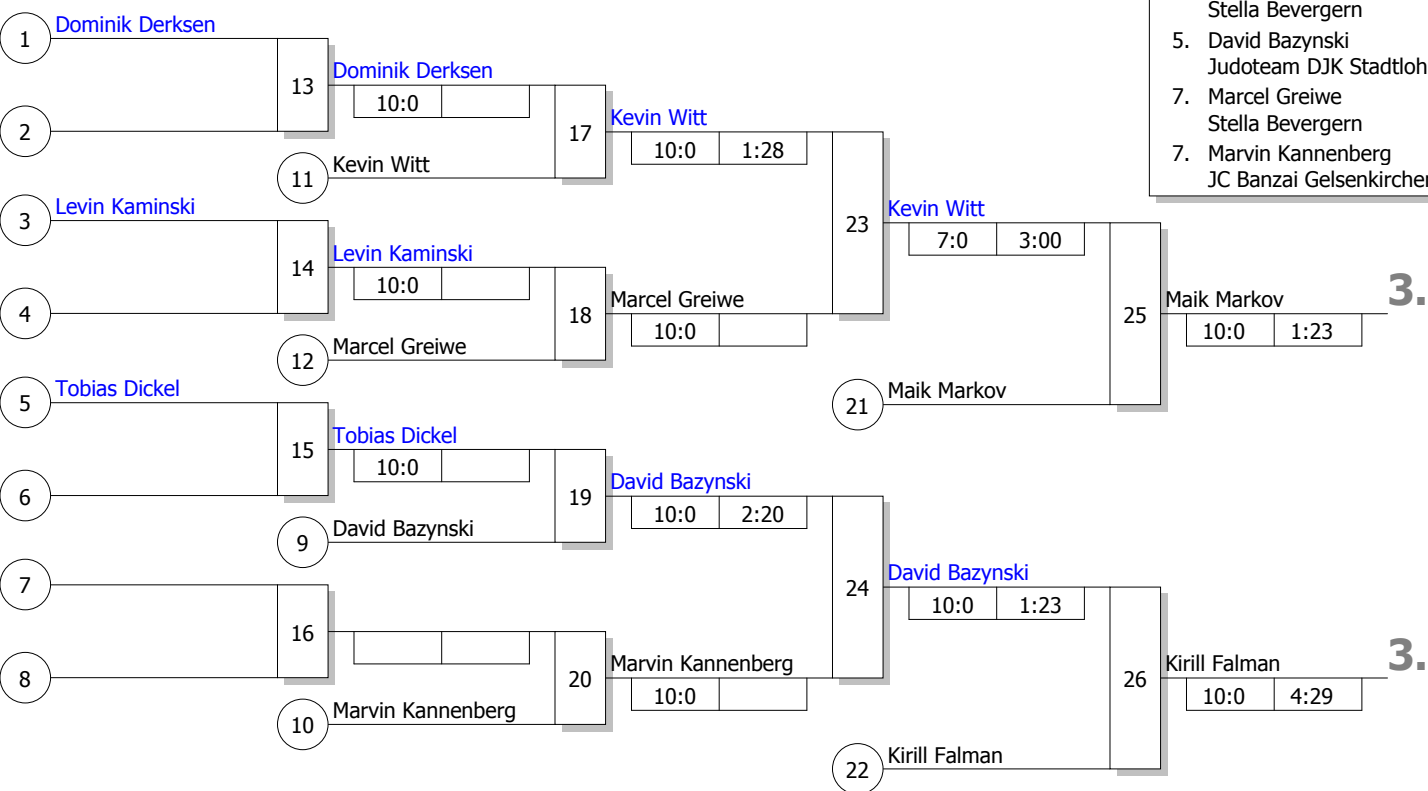 Stella Bevergern
5. David Bazynski
Judoteam DJK Stadtloh
7. Marcel Greiwe
Stella Bevergern
7. Marvin Kannenberg
JC Banzai Gelsenkircher
1 Dominik Derksen
2
13 Dominik Derksen
10:0
11 Kevin Witt
17 Kevin Witt
10:0 1:28
3 Levin Kaminski
4
14 Levin Kaminski
10:0
12 Marcel Greiwe
18 Marcel Greiwe
10:0
23 Kevin Witt
7:0 3:00
21 Maik Markov
25 Maik Markov
10:0 1:23
3.
5 Tobias Dickel
6
15 Tobias Dickel
10:0
9 David Bazynski
19 David Bazynski
10:0 2:20
7
8
16
10 Marvin Kannenberg
20 Marvin Kannenberg
10:0
24 David Bazynski
10:0 1:23
22 Kirill Falman
26 Kirill Falman
10:0 4:29
3.